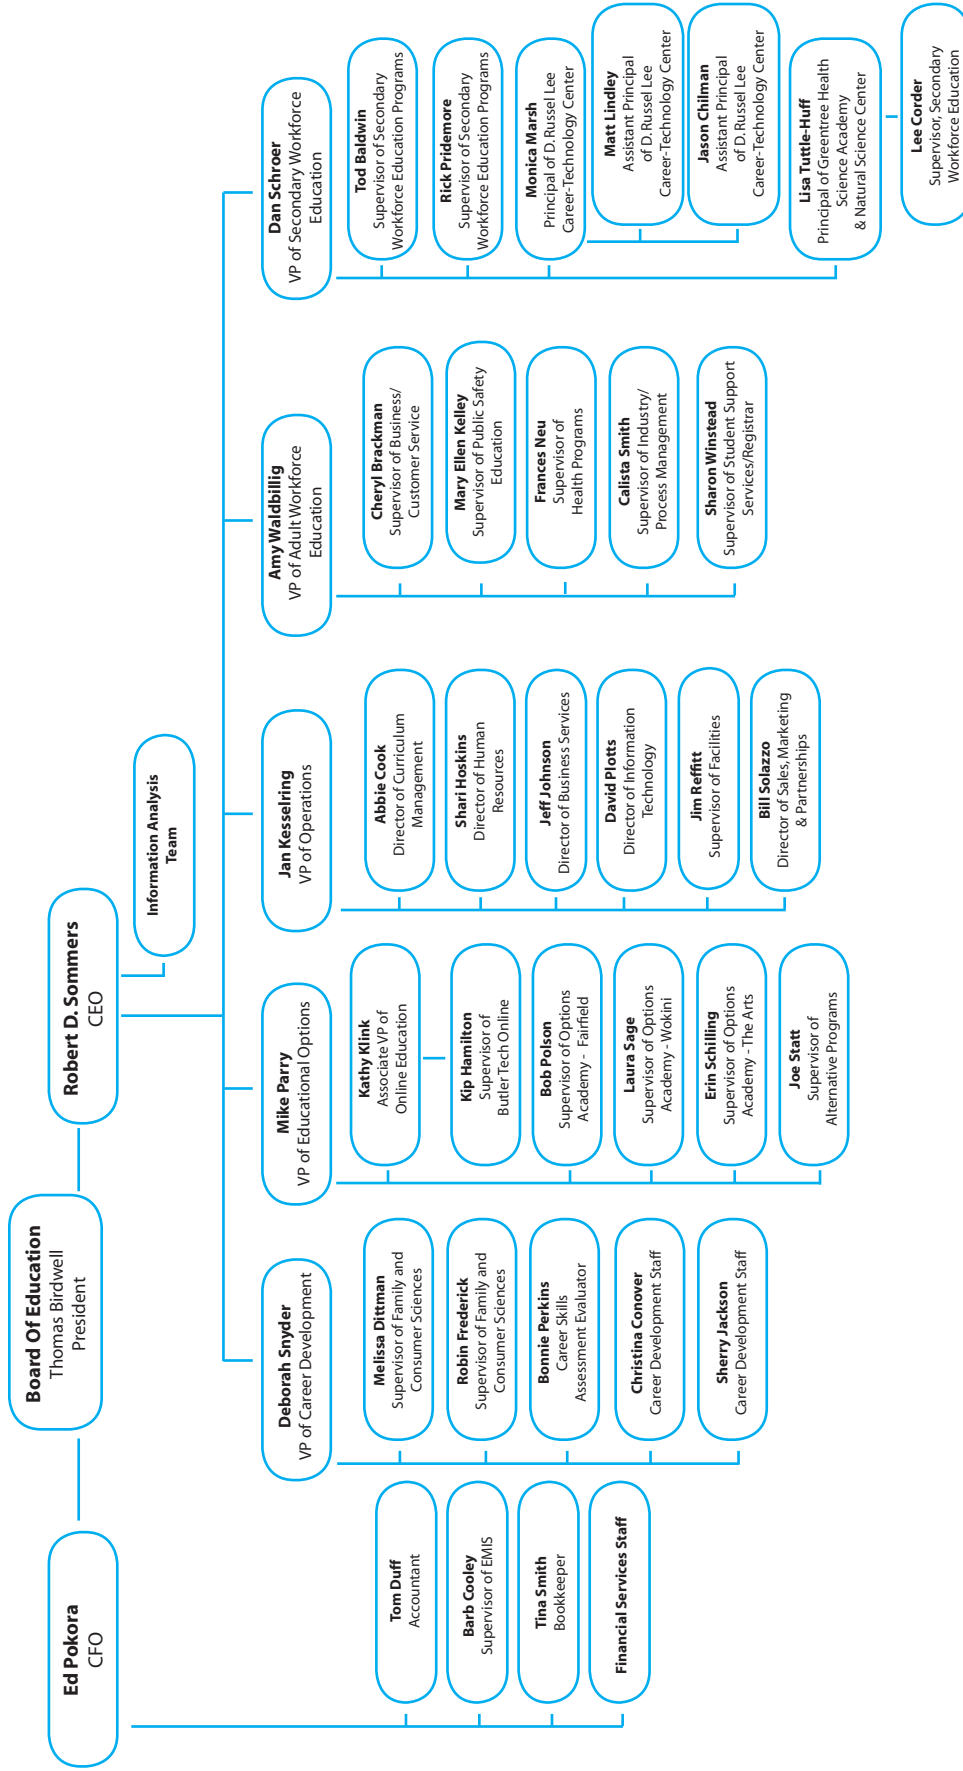 Board Of Education
Thomas Birdwell
President
Ed Pokora
CFO
Robert D. Sommers
CEO
Information Analysis
Team
Tom Duff
Accountant
Barb Cooley
Supervisor of EMIS
Tina Smith
Bookkeeper
Financial Services Staff
Deborah Snyder
VP of Career Development
Melissa Dittman
Supervisor of Family and
Consumer Sciences
Robin Frederick
Supervisor of Family and
Consumer Sciences
Bonnie Perkins
Career Skills
Assessment Evaluator
Christina Conover
Career Development Staff
Sherry Jackson
Career Development Staff
Mike Parry
VP of Educational Options
Kathy Klink
Associate VP of
Online Education
Kip Hamilton
Supervisor of
Butler Tech Online
Bob Polson
Supervisor of Options
Academy - Fairfield
Laura Sage
Supervisor of Options
Academy - Wokini
Erin Schilling
Supervisor of Options
Academy - The Arts
Joe Statt
Supervisor of
Alternative Programs
Jan Kesselring
VP of Operations
Abbie Cook
Director of Curriculum
Management
Shari Hoskins
Director of Human
Resources
Jeff Johnson
Director of Business Services
David Plotts
Director of Information
Technology
Jim Reffitt
Supervisor of Facilities
Bill Solazzo
Director of Sales, Marketing
& Partnerships
Amy Waldbillig
VP of Adult Workforce
Education
Cheryl Brackman
Supervisor of Business/
Customer Service
Mary Ellen Kelley
Supervisor of Public Safety
Education
Frances Neu
Supervisor of
Health Programs
Calista Smith
Supervisor of Industry/
Process Management
Sharon Winstead
Supervisor of Student Support
Services/Registrar
Dan Schroer
VP of Secondary Workforce
Education
Tod Baldwin
Supervisor of Secondary
Workforce Education Programs
Rick Pridemore
Supervisor of Secondary
Workforce Education Programs
Monica Marsh
Principal of D. Russel Lee
Career-Technology Center
Matt Lindley
Assistant Principal
of D. Russel Lee
Career-Technology Center
Jason Chilman
Assistant Principal
of D. Russel Lee
Career-Technology Center
Lisa Tuttle-Huff
Principal of Greentree Health
Science Academy
& Natural Science Center
Lee Corder
Supervisor, Secondary
Workforce Education